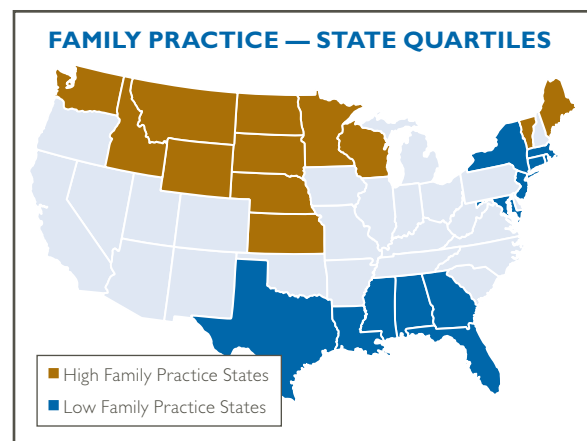 FAMILY PRACTICE — STATE QUARTILES
High Family Practice States
Low Family Practice States